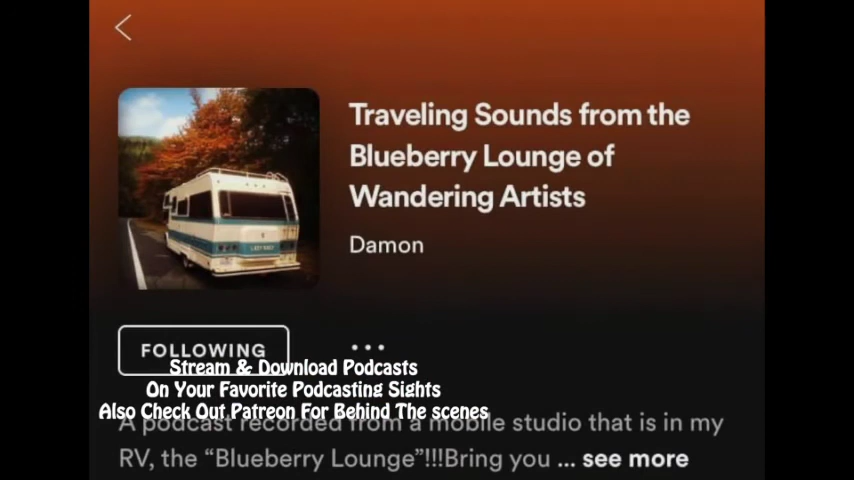 Traveling Sounds from the
Blueberry Lounge of
Wandering Artists
Damon
FOLLOWING
Stream & Download Podcasts
On Your Favorite Podcasting Sights
Also Check Out Patreon For Behind The scenes
A podcast recorded from a mobile studio that is in my
RV, the “Blueberry Lounge”!!!Bring you ... see more